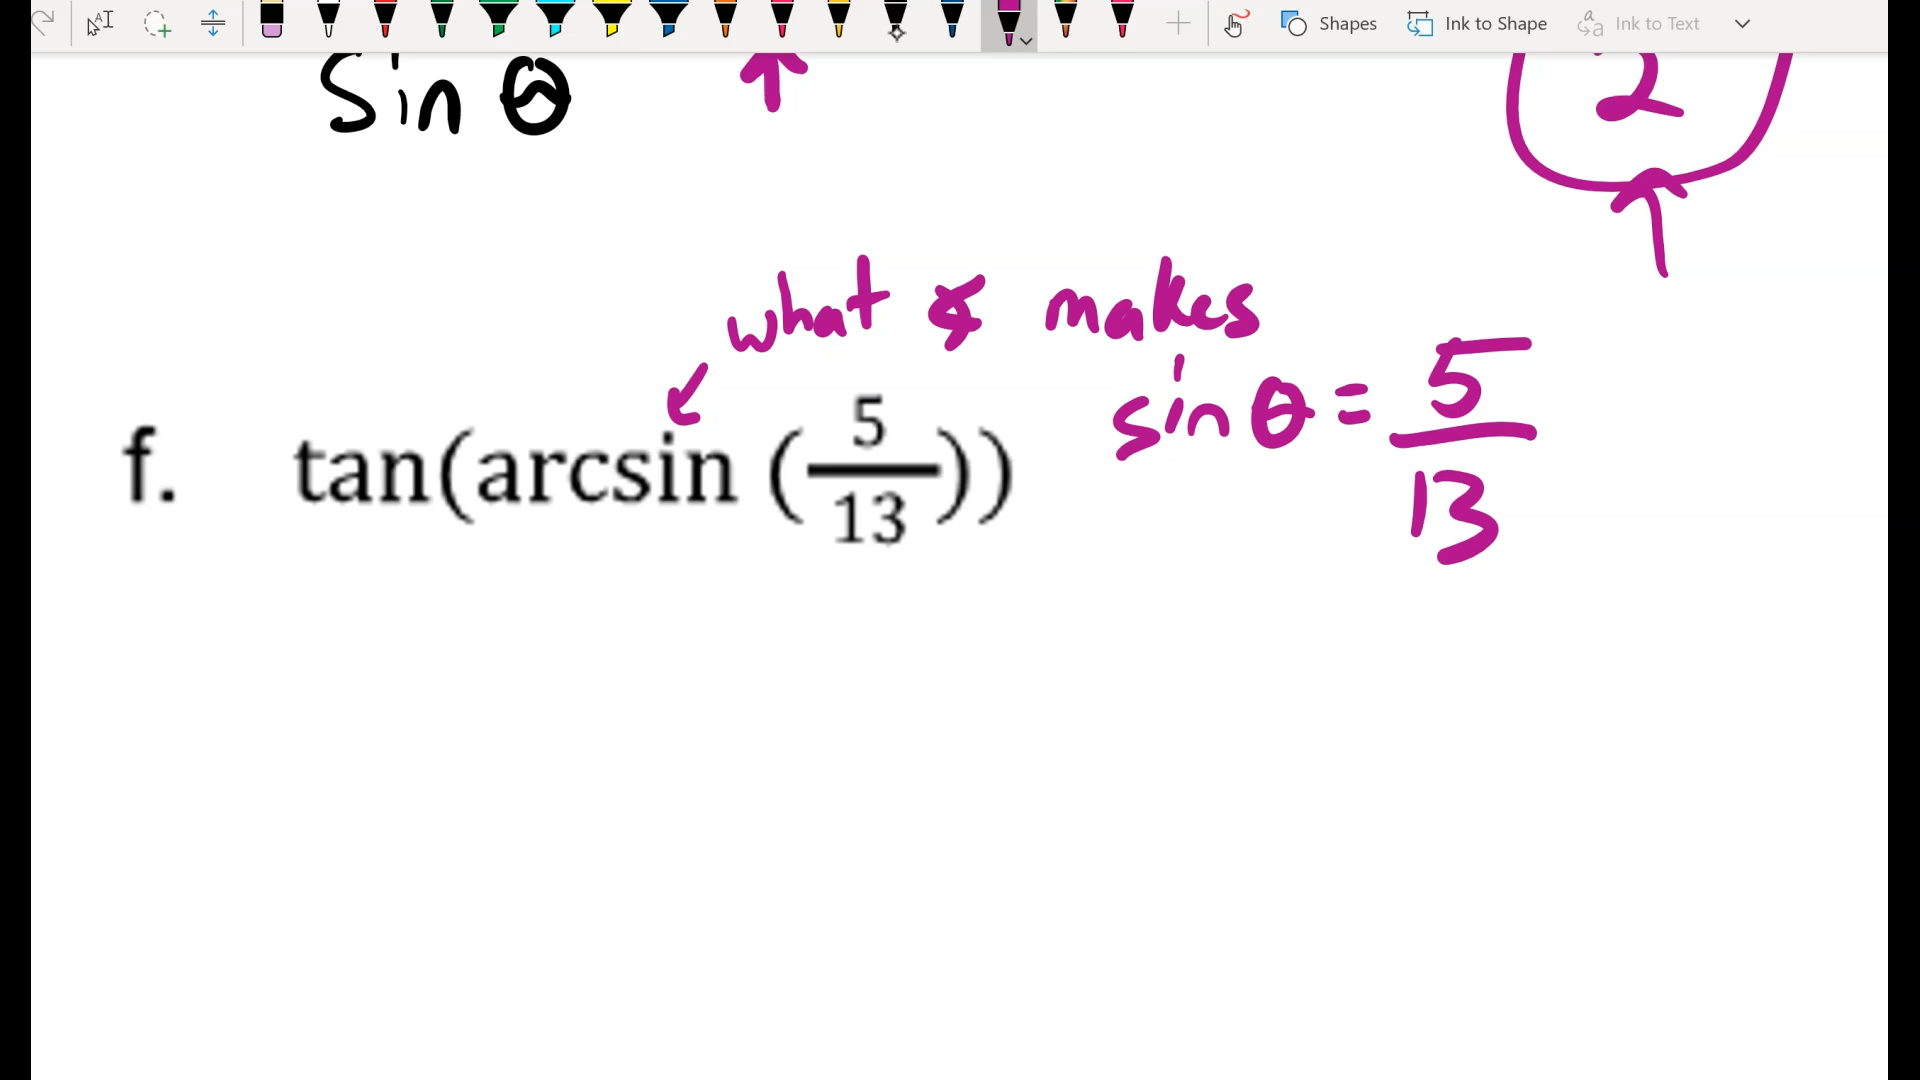 Shapes Ink to Shape Ink to Text
sin θ
2
what ∡ makes
sin θ = 5/13
f. tan(arcsin (5/13))